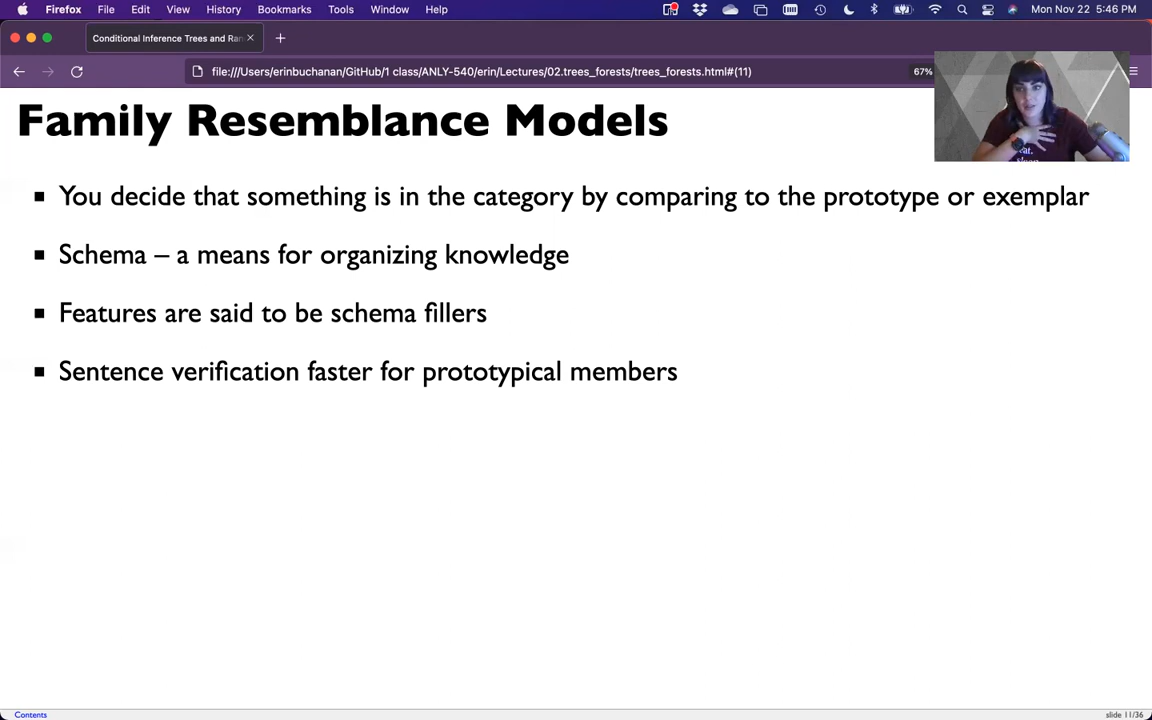 Firefox File Edit View History Bookmarks Tools Window Help Mon Nov 22 5:46 PM
Conditional Inference Trees and Ran
file:///Users/erinbuchanan/GitHub/1 class/ANLY-540/erin/Lectures/02.trees_forests/trees_forests.html#(11) 67%
Family Resemblance Models
You decide that something is in the category by comparing to the prototype or exemplar
Schema – a means for organizing knowledge
Features are said to be schema fillers
Sentence verification faster for prototypical members
Contents slide 11/36